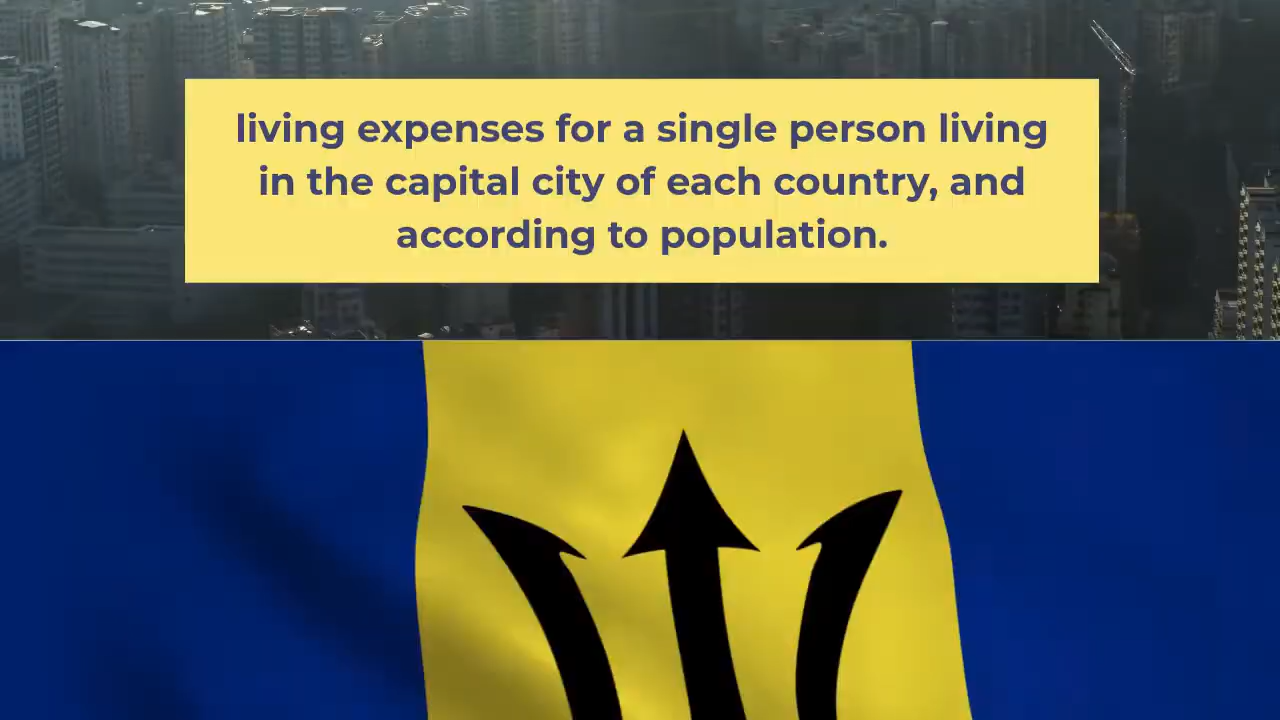 living expenses for a single person living
in the capital city of each country, and
according to population.